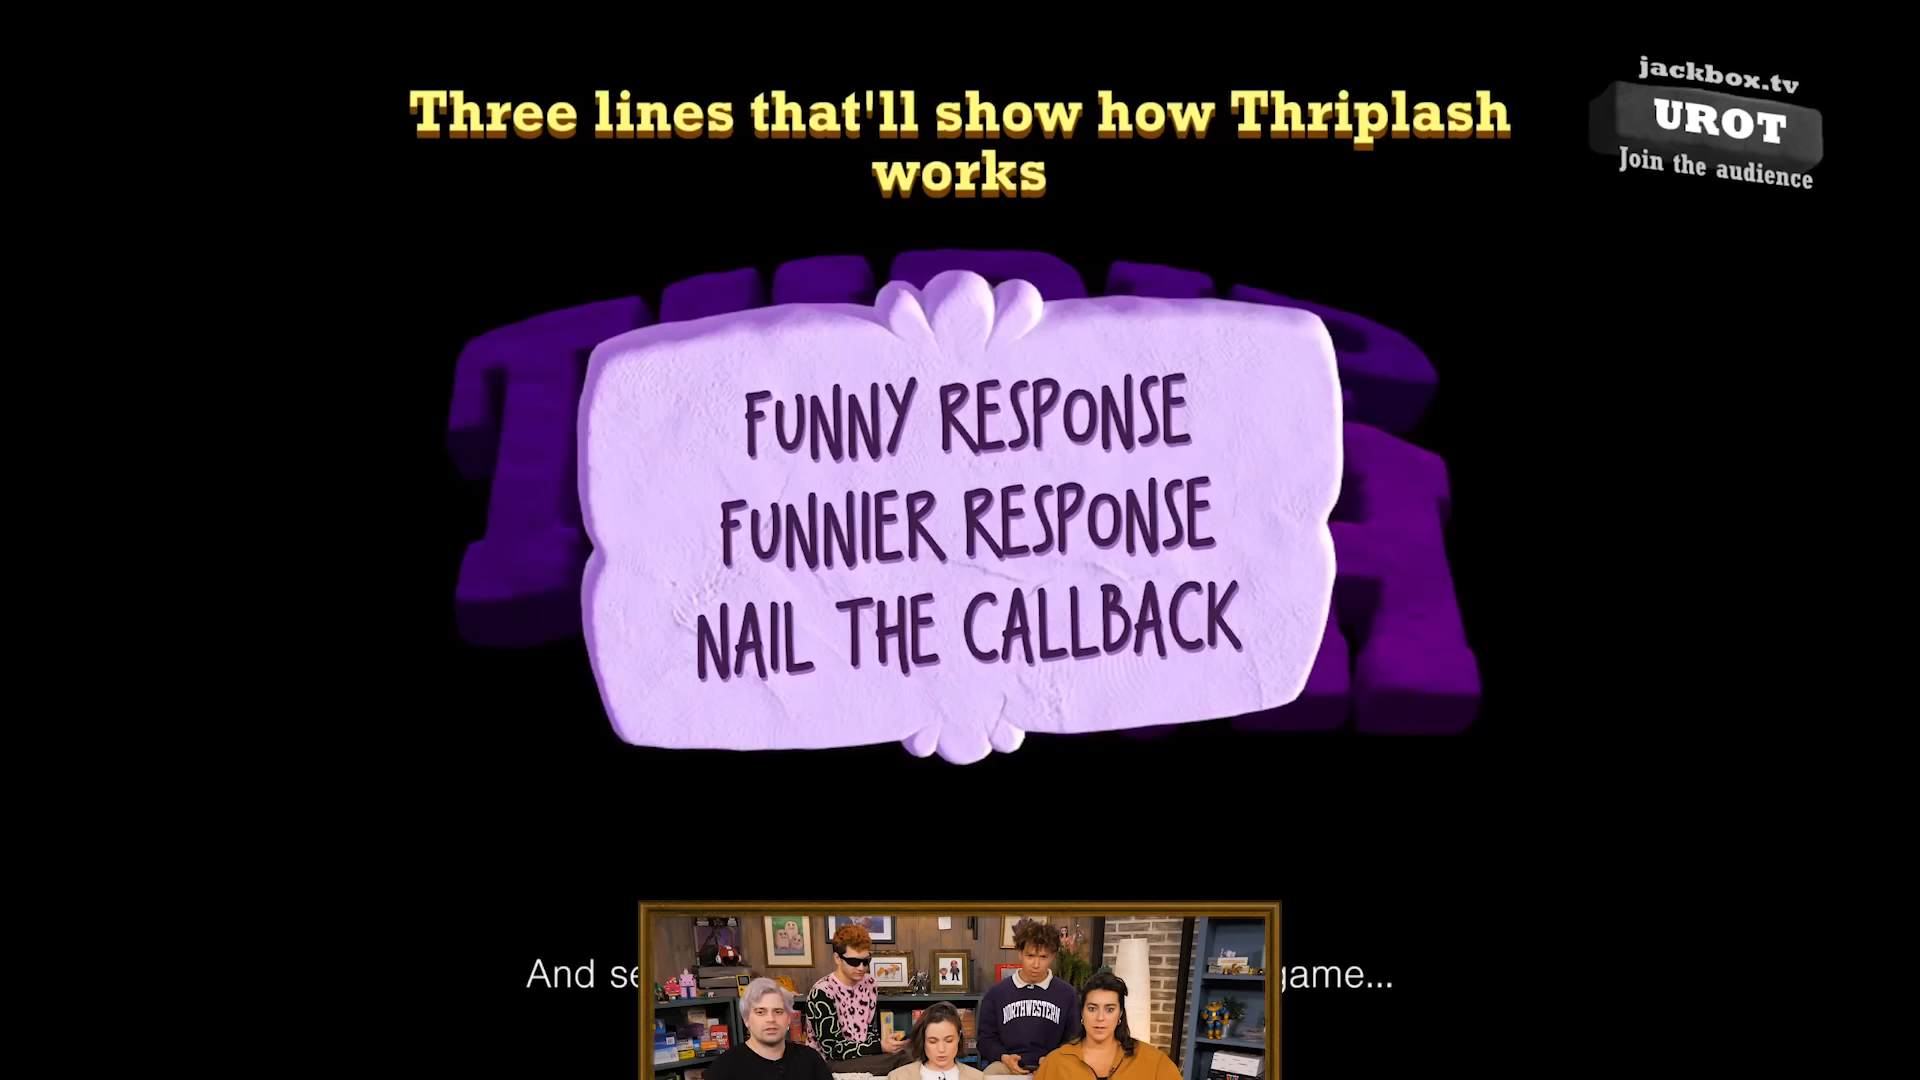 Three lines that'll show how Thriplash
works
jackbox.tv
UROT
Join the audience
FUNNY RESPONSE
FUNNIER RESPONSE
NAIL THE CALLBACK
And
game...
NORTHWESTERN